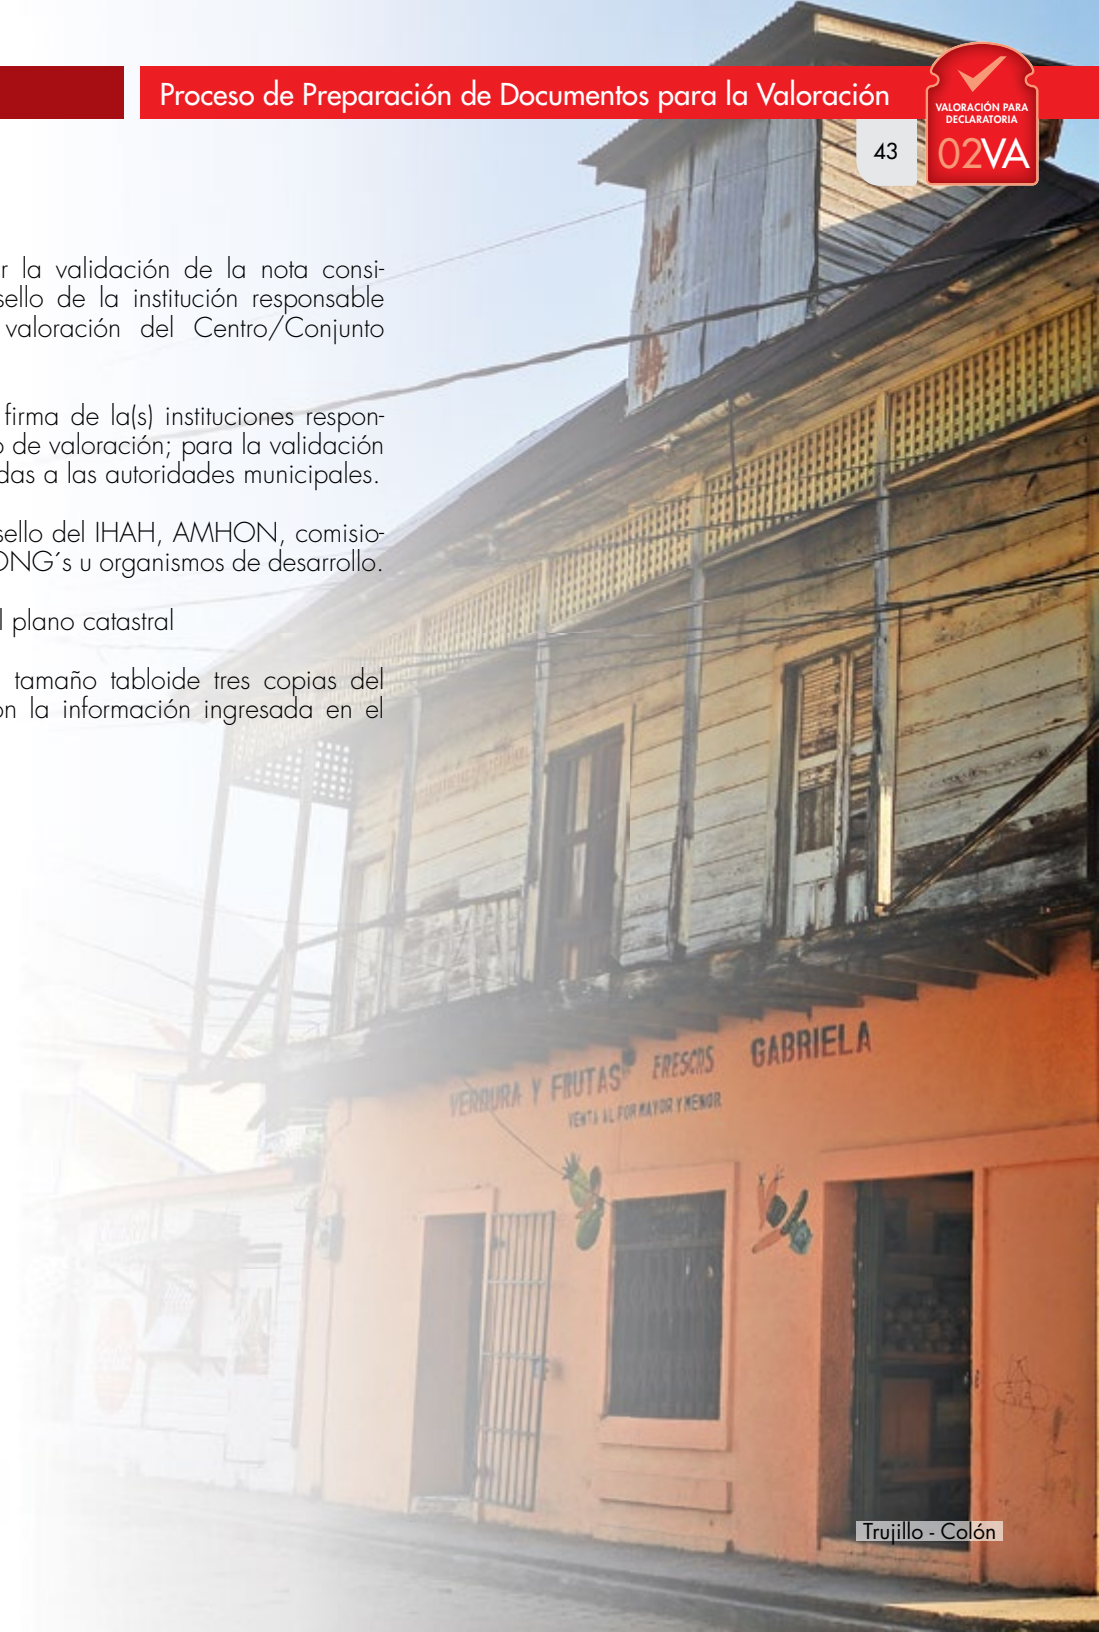 Proceso de Preparación de Documentos para la Valoración
VALORACIÓN PARA
DECLARATORIA
02VA
43
r la validación de la nota consi-
sello de la institución responsable
valoración del Centro/Conjunto
firma de la(s) instituciones respon-
o de valoración; para la validación
das a las autoridades municipales.
sello del IHAH, AMHON, comisio-
ONG´s u organismos de desarrollo.
l plano catastral
tamaño tabloide tres copias del
on la información ingresada en el
VERDURA Y FRUTAS FRESCAS GABRIELA
VENTA AL POR MAYOR Y MENOR
Trujillo - Colón